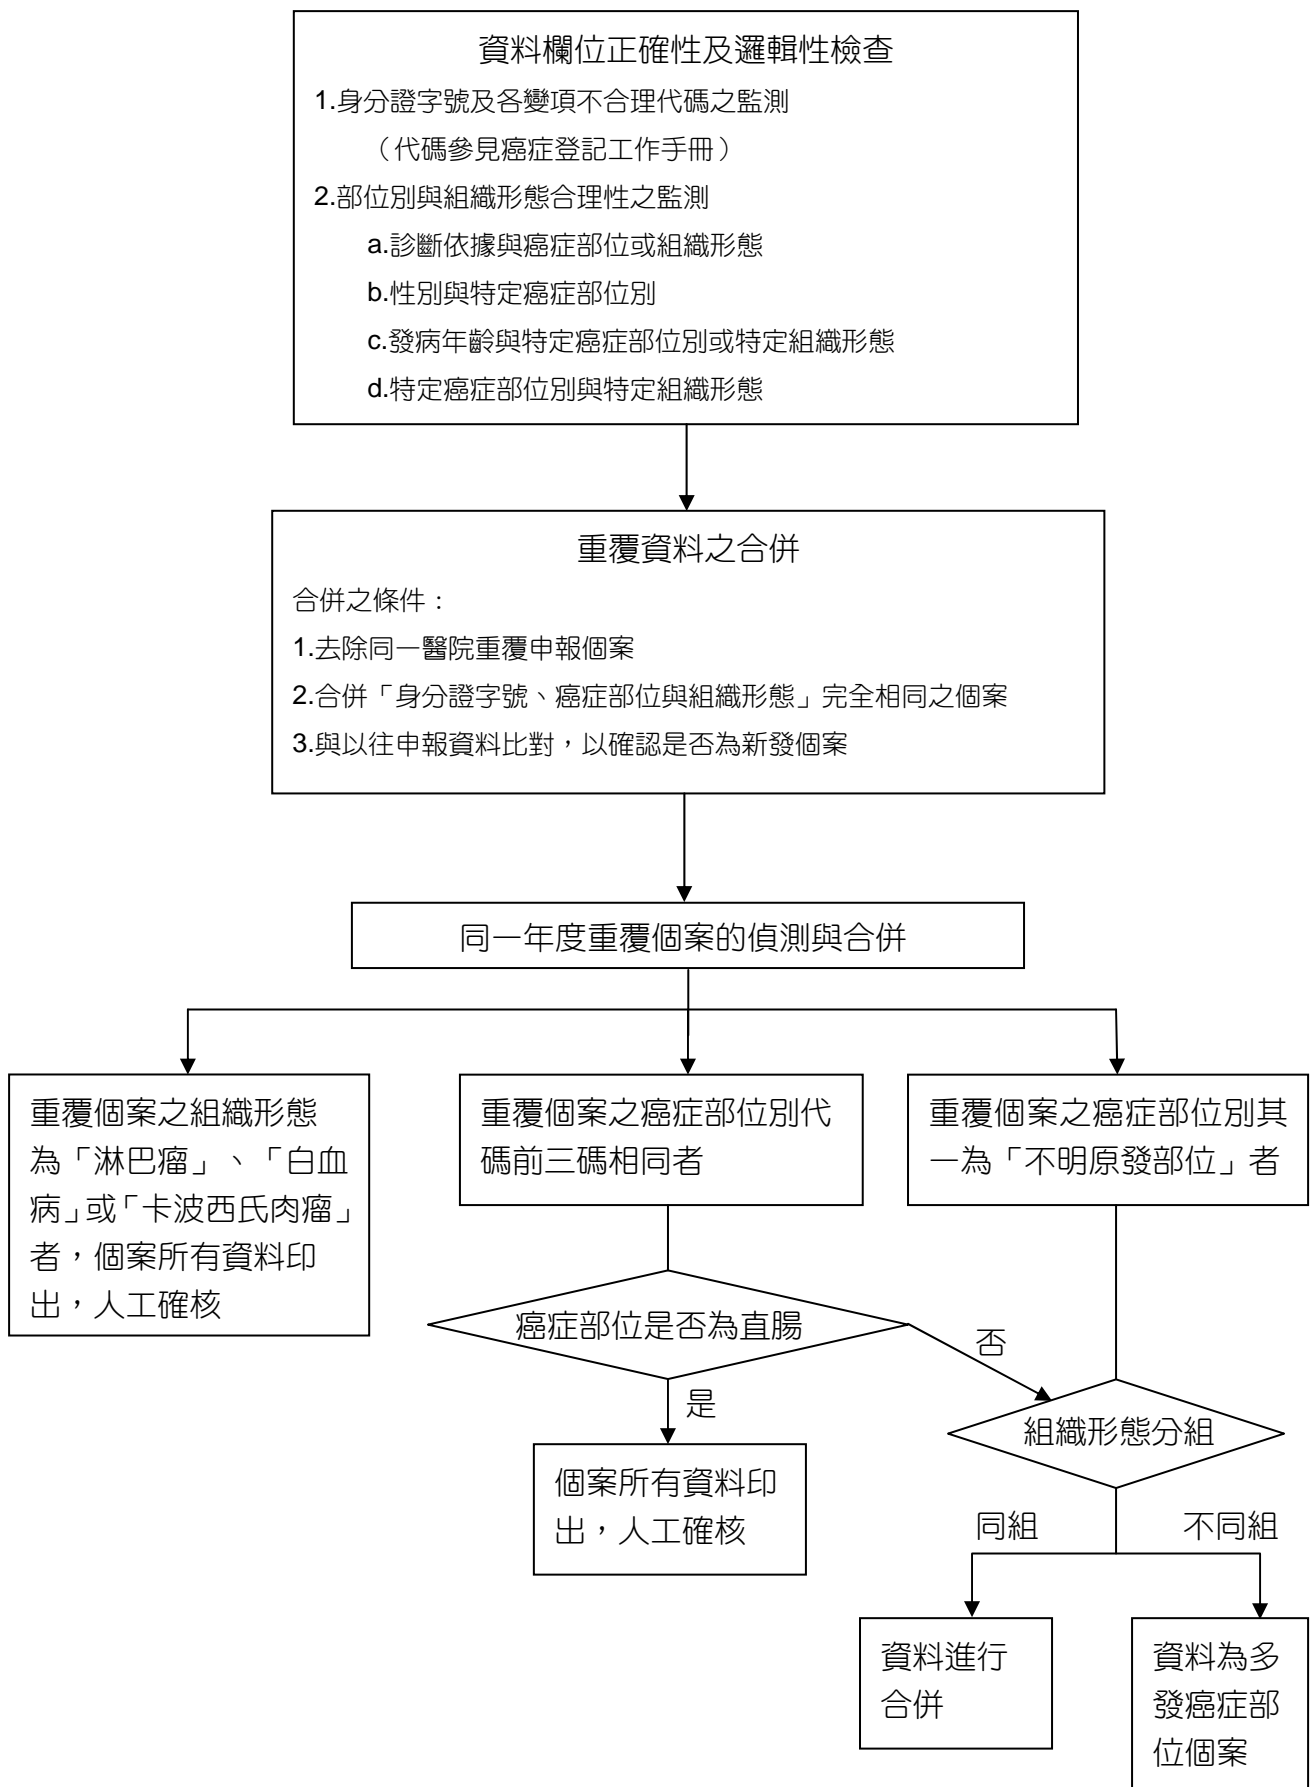 資料欄位正確性及邏輯性檢查
1.身分證字號及各變項不合理代碼之監測
（代碼參見癌症登記工作手冊）
2.部位別與組織形態合理性之監測
a.診斷依據與癌症部位或組織形態
b.性別與特定癌症部位別
c.發病年齡與特定癌症部位別或特定組織形態
d.特定癌症部位別與特定組織形態
重覆資料之合併
合併之條件：
1.去除同一醫院重覆申報個案
2.合併「身分證字號、癌症部位與組織形態」完全相同之個案
3.與以往申報資料比對，以確認是否為新發個案
同一年度重覆個案的偵測與合併
重覆個案之組織形態
為「淋巴瘤」、「白血
病」或「卡波西氏肉瘤」
者，個案所有資料印
出，人工確核
重覆個案之癌症部位別代
碼前三碼相同者
重覆個案之癌症部位別其
一為「不明原發部位」者
癌症部位是否為直腸
否
是
組織形態分組
個案所有資料印
出，人工確核
同組
不同組
資料進行
合併
資料為多
發癌症部
位個案